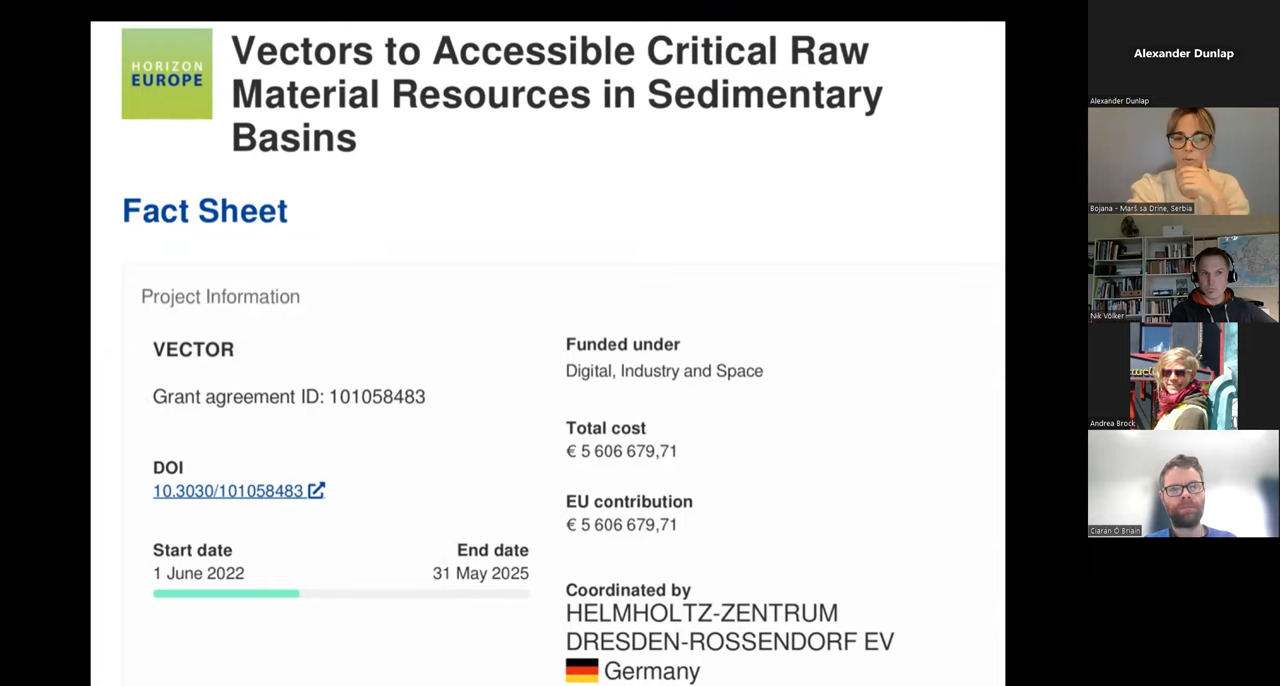 HORIZON
EUROPE
Vectors to Accessible Critical Raw
Material Resources in Sedimentary
Basins
Fact Sheet
Project Information
VECTOR
Grant agreement ID: 101058483
DOI
10.3030/101058483
Start date
End date
1 June 2022
31 May 2025
Funded under
Digital, Industry and Space
Total cost
€ 5 606 679,71
EU contribution
€ 5 606 679,71
Coordinated by
HELMHOLTZ-ZENTRUM
DRESDEN-ROSSENDORF EV
Germany
Alexander Dunlap
Alexander Dunlap
Bojana - Marš sa Drine, Serbia
Nik Völker
Andrea Brock
Ciaran Ó Briain